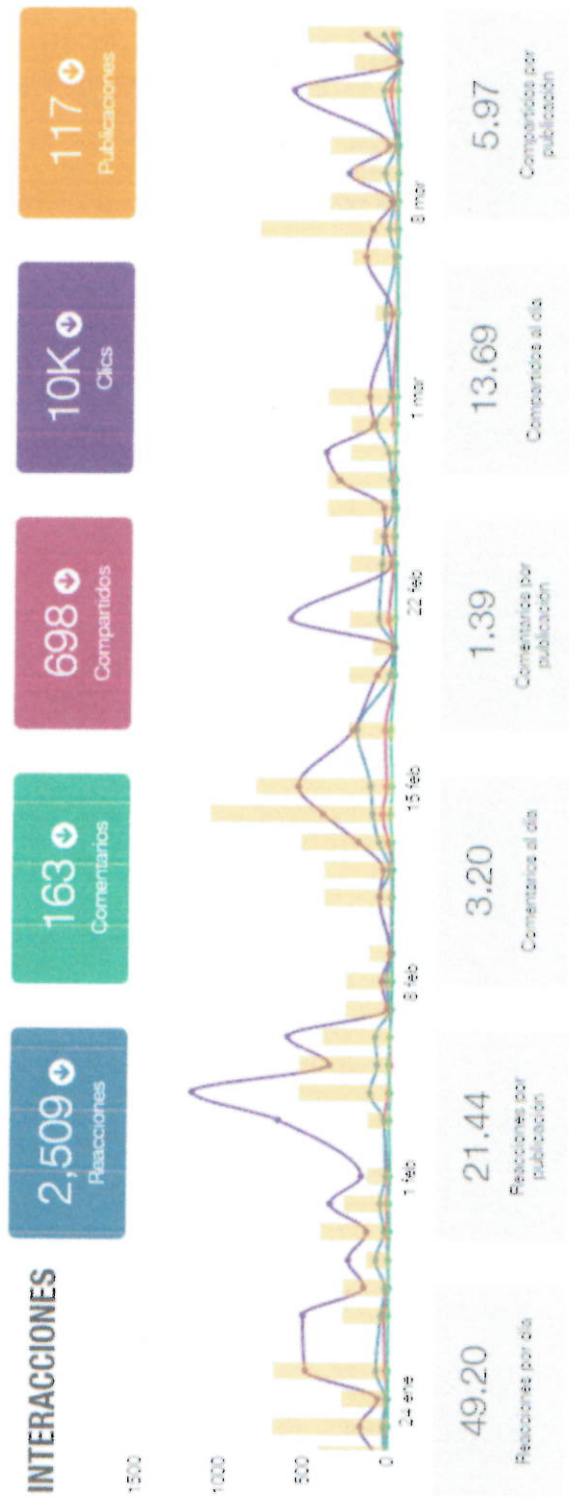 INTERACCIONES
2,509
Reacciones
163
Comentarios
698
Compartidos
10K
Clics
117
Publicaciones
1500
1000
500
0
24 ene
1 feb
8 feb
15 feb
22 feb
1 mar
8 mar
49.20
Reacciones por día
21.44
Reacciones por
publicación
3.20
Comentarios al día
1.39
Comentarios por
publicación
13.69
Compartidos al día
5.97
Compartidos por
publicación